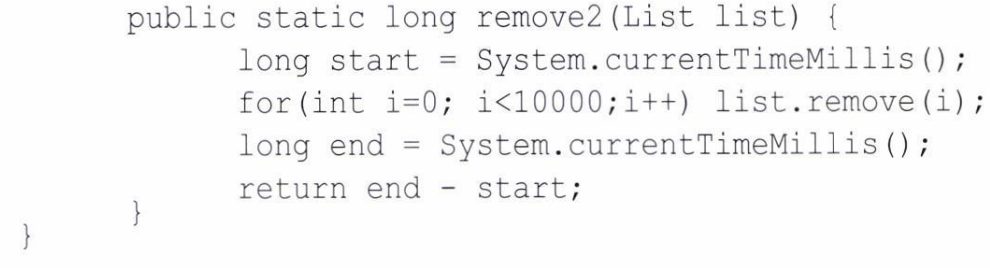 public static long remove2(List list) {
long start = System.currentTimeMillis();
for(int i=0; i<10000;i++) list.remove(i);
long end = System.currentTimeMillis();
return end - start;
}
}